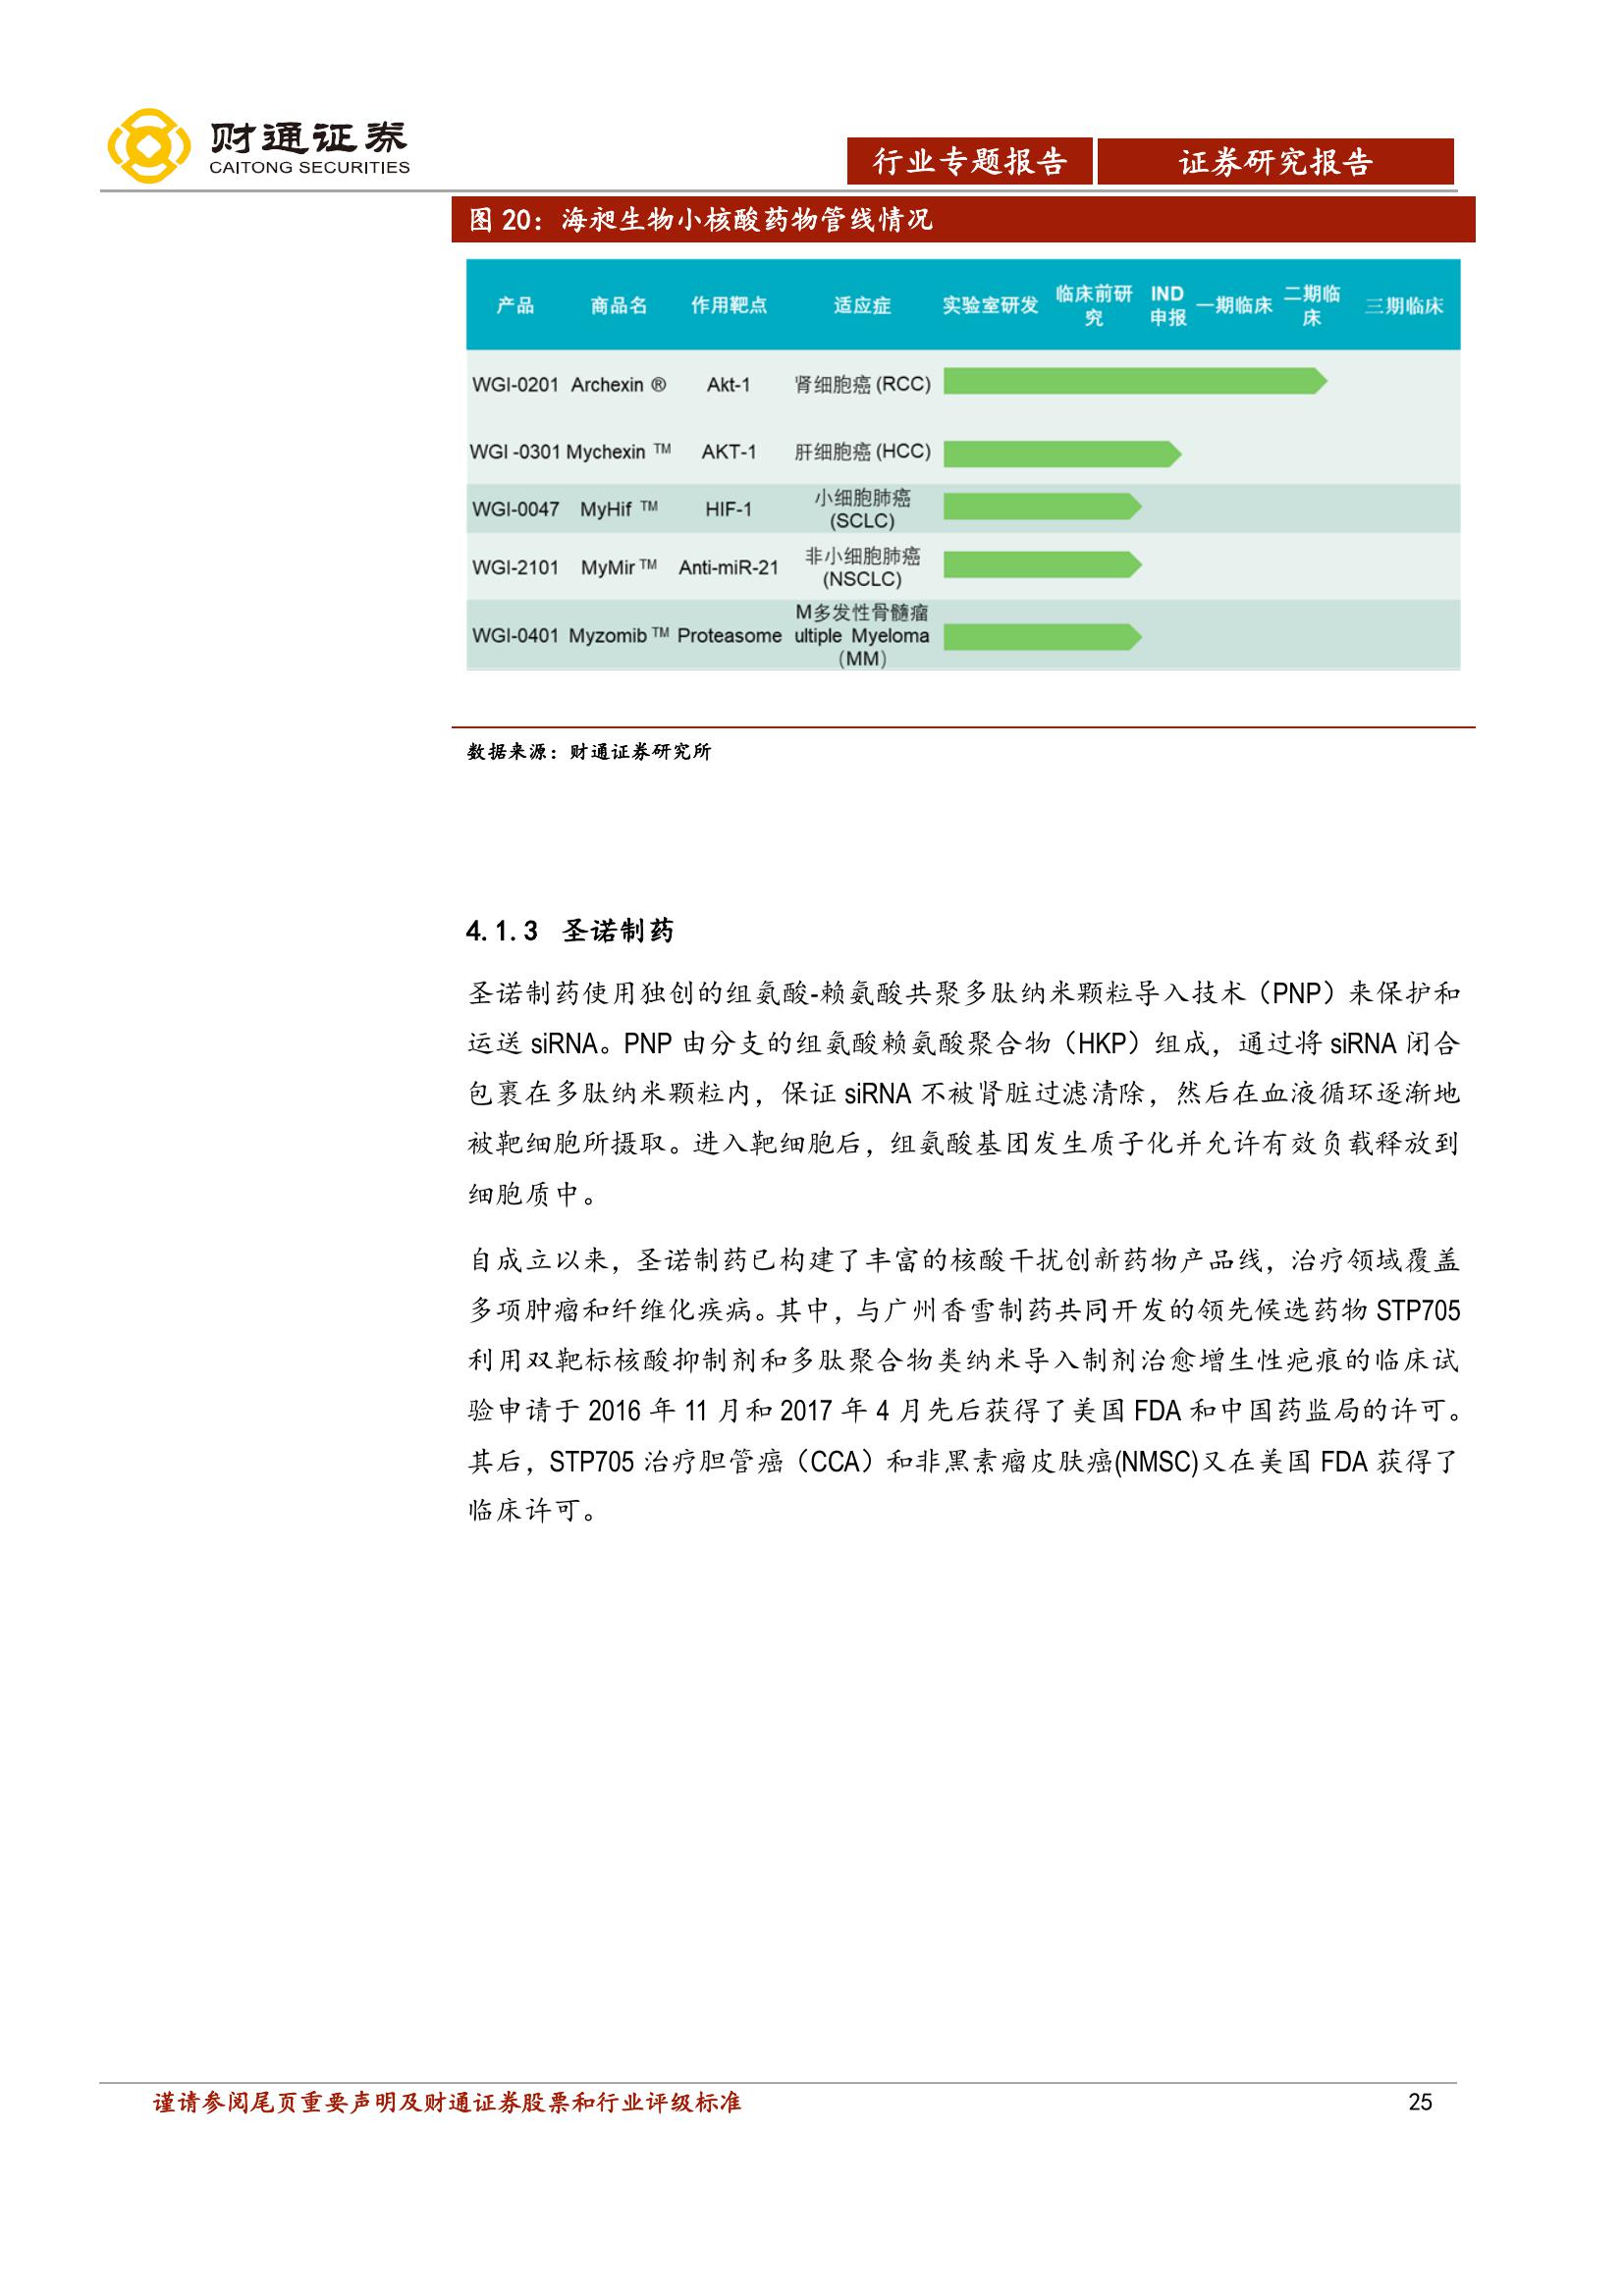 财通证券
CAITONG SECURITIES
行业专题报告 证券研究报告
图 20：海昶生物小核酸药物管线情况
产品 商品名 作用靶点 适应症 实验室研发 临床前研究 IND申报 一期临床 二期临床 三期临床
WGI-0201 Archexin ® Akt-1 肾细胞癌 (RCC)
WGI -0301 Mychexin ™ AKT-1 肝细胞癌 (HCC)
WGI-0047 MyHif ™ HIF-1 小细胞肺癌 (SCLC)
WGI-2101 MyMir ™ Anti-miR-21 非小细胞肺癌 (NSCLC)
WGI-0401 Myzomib ™ Proteasome M多发性骨髓瘤ultiple Myeloma（MM）
数据来源：财通证券研究所
4.1.3 圣诺制药
圣诺制药使用独创的组氨酸-赖氨酸共聚多肽纳米颗粒导入技术（PNP）来保护和
运送 siRNA。PNP 由分支的组氨酸赖氨酸聚合物（HKP）组成，通过将 siRNA 闭合
包裹在多肽纳米颗粒内，保证 siRNA 不被肾脏过滤清除，然后在血液循环逐渐地
被靶细胞所摄取。进入靶细胞后，组氨酸基团发生质子化并允许有效负载释放到
细胞质中。
自成立以来，圣诺制药已构建了丰富的核酸干扰创新药物产品线，治疗领域覆盖
多项肿瘤和纤维化疾病。其中，与广州香雪制药共同开发的领先候选药物 STP705
利用双靶标核酸抑制剂和多肽聚合物类纳米导入制剂治愈增生性疤痕的临床试
验申请于 2016 年 11 月和 2017 年 4 月先后获得了美国 FDA 和中国药监局的许可。
其后，STP705 治疗胆管癌（CCA）和非黑素瘤皮肤癌(NMSC)又在美国 FDA 获得了
临床许可。
谨请参阅尾页重要声明及财通证券股票和行业评级标准 25